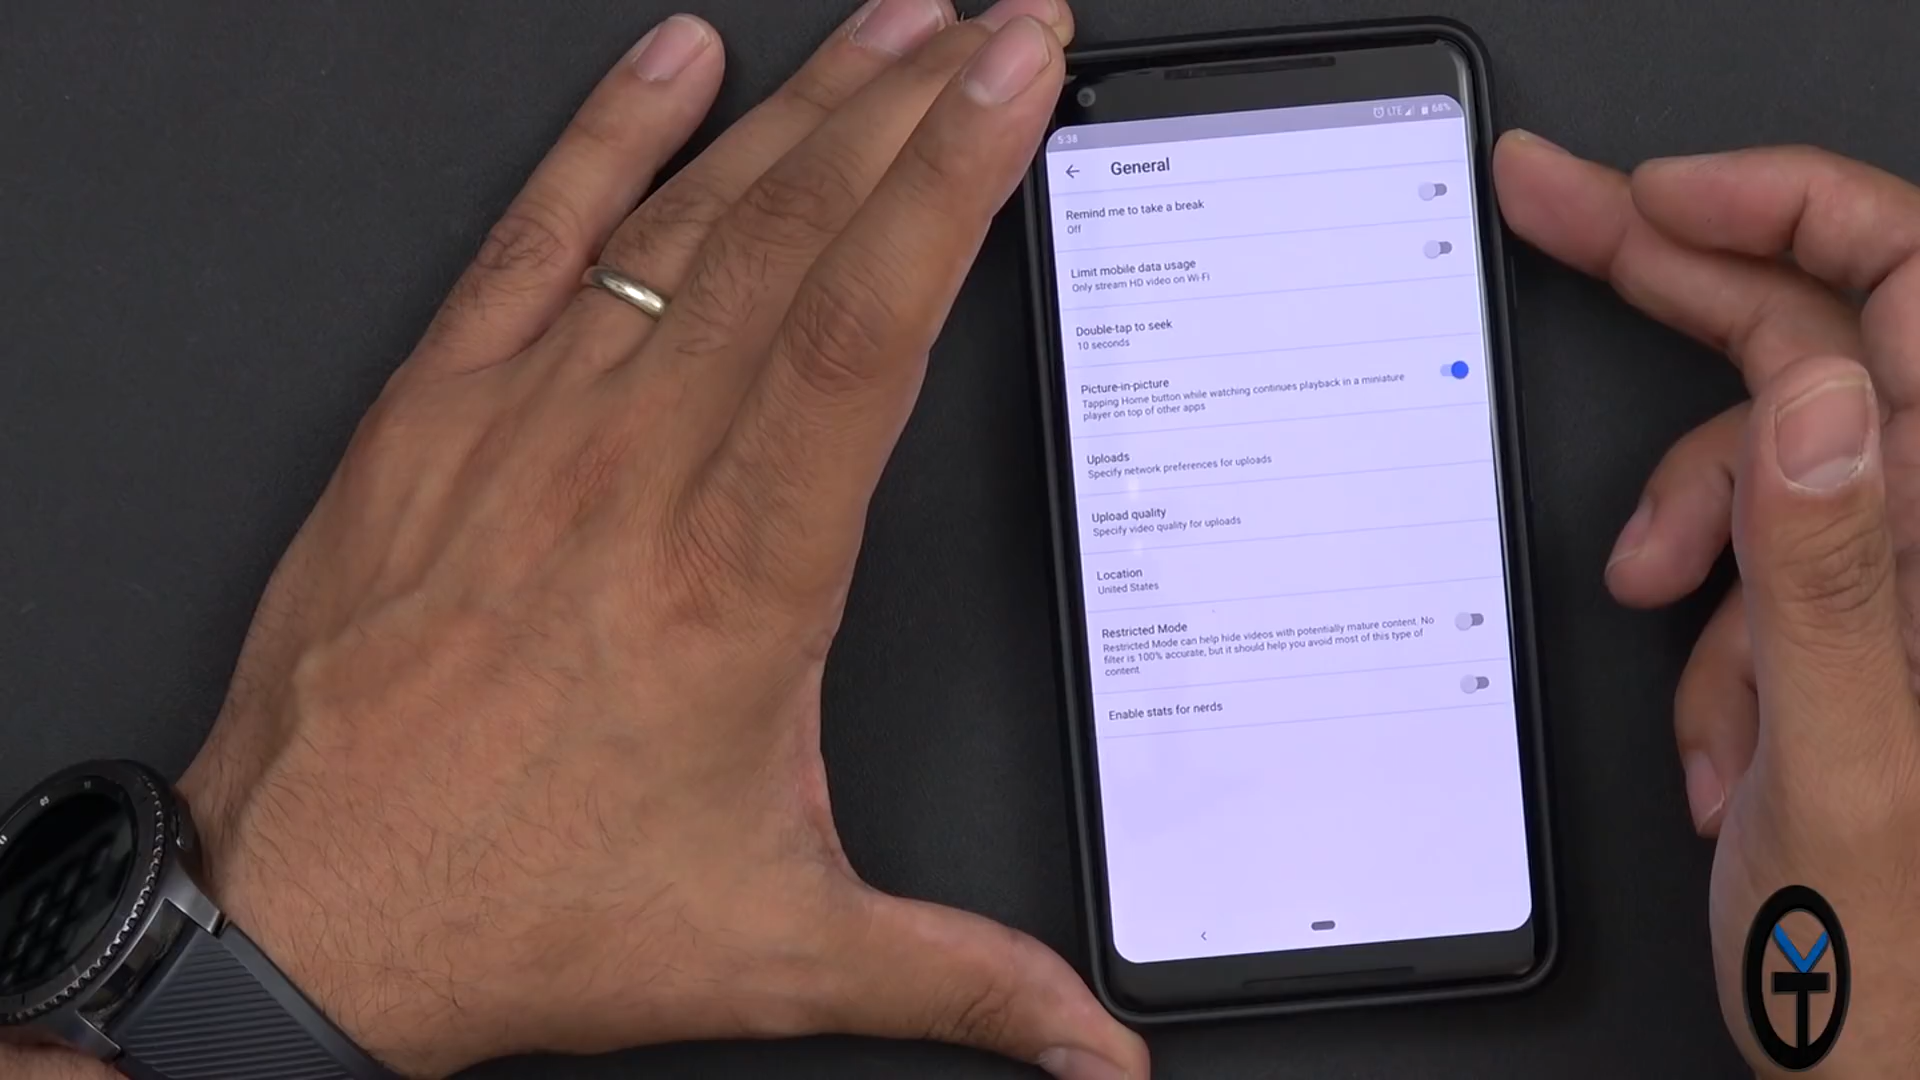 5:38
LTE 68%
General
Remind me to take a break
Off
Limit mobile data usage
Only stream HD video on Wi-Fi
Double-tap to seek
10 seconds
Picture-in-picture
Tapping Home button while watching continues playback in a miniature
player on top of other apps
Uploads
Specify network preferences for uploads
Upload quality
Specify video quality for uploads
Location
United States
Restricted Mode
Restricted Mode can help hide videos with potentially mature content. No
filter is 100% accurate, but it should help you avoid most of this type of
content.
Enable stats for nerds